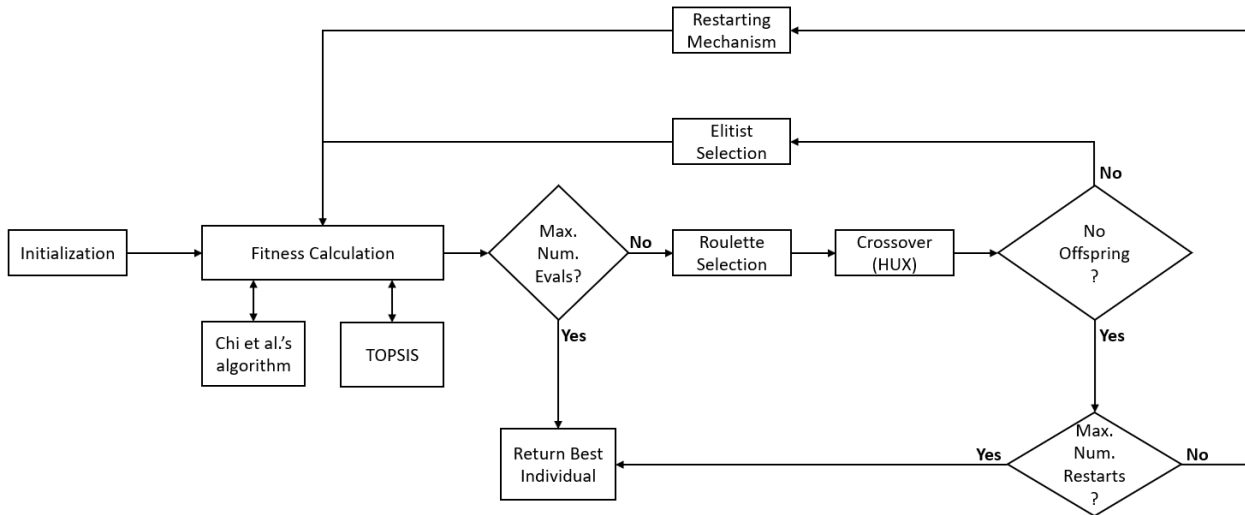 Restarting
Mechanism
Elitist
Selection
No
Initialization
Fitness Calculation
Max.
Num.
Evals?
No
Roulette
Selection
Crossover
(HUX)
No
Offspring
?
Chi et al.'s
algorithm
TOPSIS
Yes
Yes
Return Best
Individual
Yes
Max.
Num.
Restarts
?
No